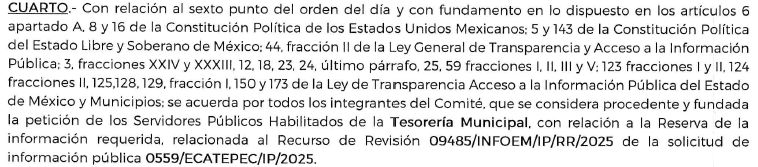 CUARTO.- Con relación al sexto punto del orden del día y con fundamento en lo dispuesto en los artículos 6
apartado A, 8 y 16 de la Constitución Política de los Estados Unidos Mexicanos; 5 y 143 de la Constitución Política
del Estado Libre y Soberano de México; 44, fracción II de la Ley General de Transparencia y Acceso a la Información
Pública; 3, fracciones XXIV y XXXIII, 12, 18, 23, 24, último párrafo, 25, 59 fracciones I, II, III y V; 123 fracciones I y II, 124
fracciones II, 125,128, 129, fracción I, 150 y 173 de la Ley de Transparencia Acceso a la Información Pública del Estado
de México y Municipios; se acuerda por todos los integrantes del Comité, que se considera procedente y fundada
la petición de los Servidores Públicos Habilitados de la Tesorería Municipal, con relación a la Reserva de la
información requerida, relacionada al Recurso de Revisión 09485/INFOEM/IP/RR/2025 de la solicitud de
información pública 0559/ECATEPEC/IP/2025.